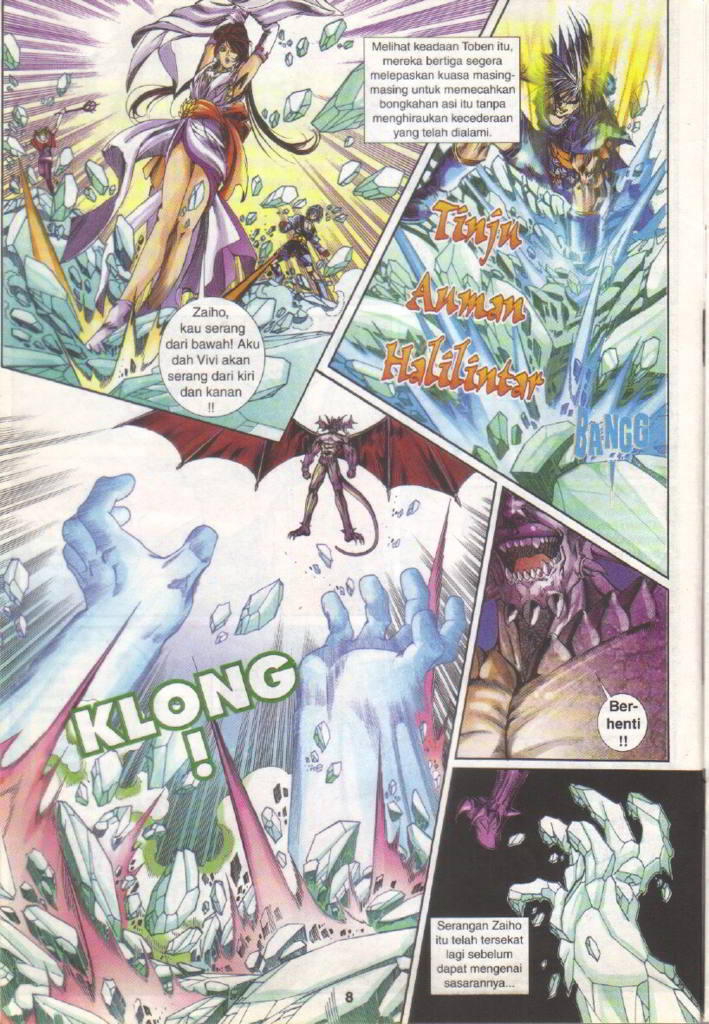 Melihat keadaan Toben itu,
mereka bertiga segera
melepaskan kuasa masing-
masing untuk memecahkan
bongkahan asi itu tanpa
menghiraukan kecederaan
yang telah dialami.
Zaiho,
kau serang
dari bawah! Aku
dah Vivi akan
serang dari kiri
dan kanan
!!
Tinju
Auman
Halilintar
BANGG
KLONG
!
Ber-
henti
!!
Serangan Zaiho
itu telah tersekat
lagi sebelum
dapat mengenai
sasarannya...
8